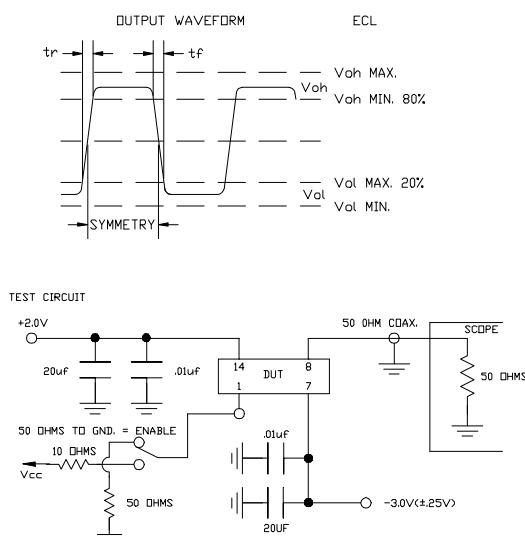 OUTPUT WAVEFORM ECL
tr tf
Voh MAX.
Voh
Voh MIN. 80%
Vol MAX. 20%
Vol
Vol MIN.
SYMMETRY
TEST CIRCUIT
+2.0V
50 OHM COAX.
SCOPE
20uf
.01uf
14 8
DUT
1 7
50 OHMS
50 OHMS TO GND. = ENABLE
10 OHMS
Vcc
.01uf
50 OHMS
-3.0V(±.25V)
20UF